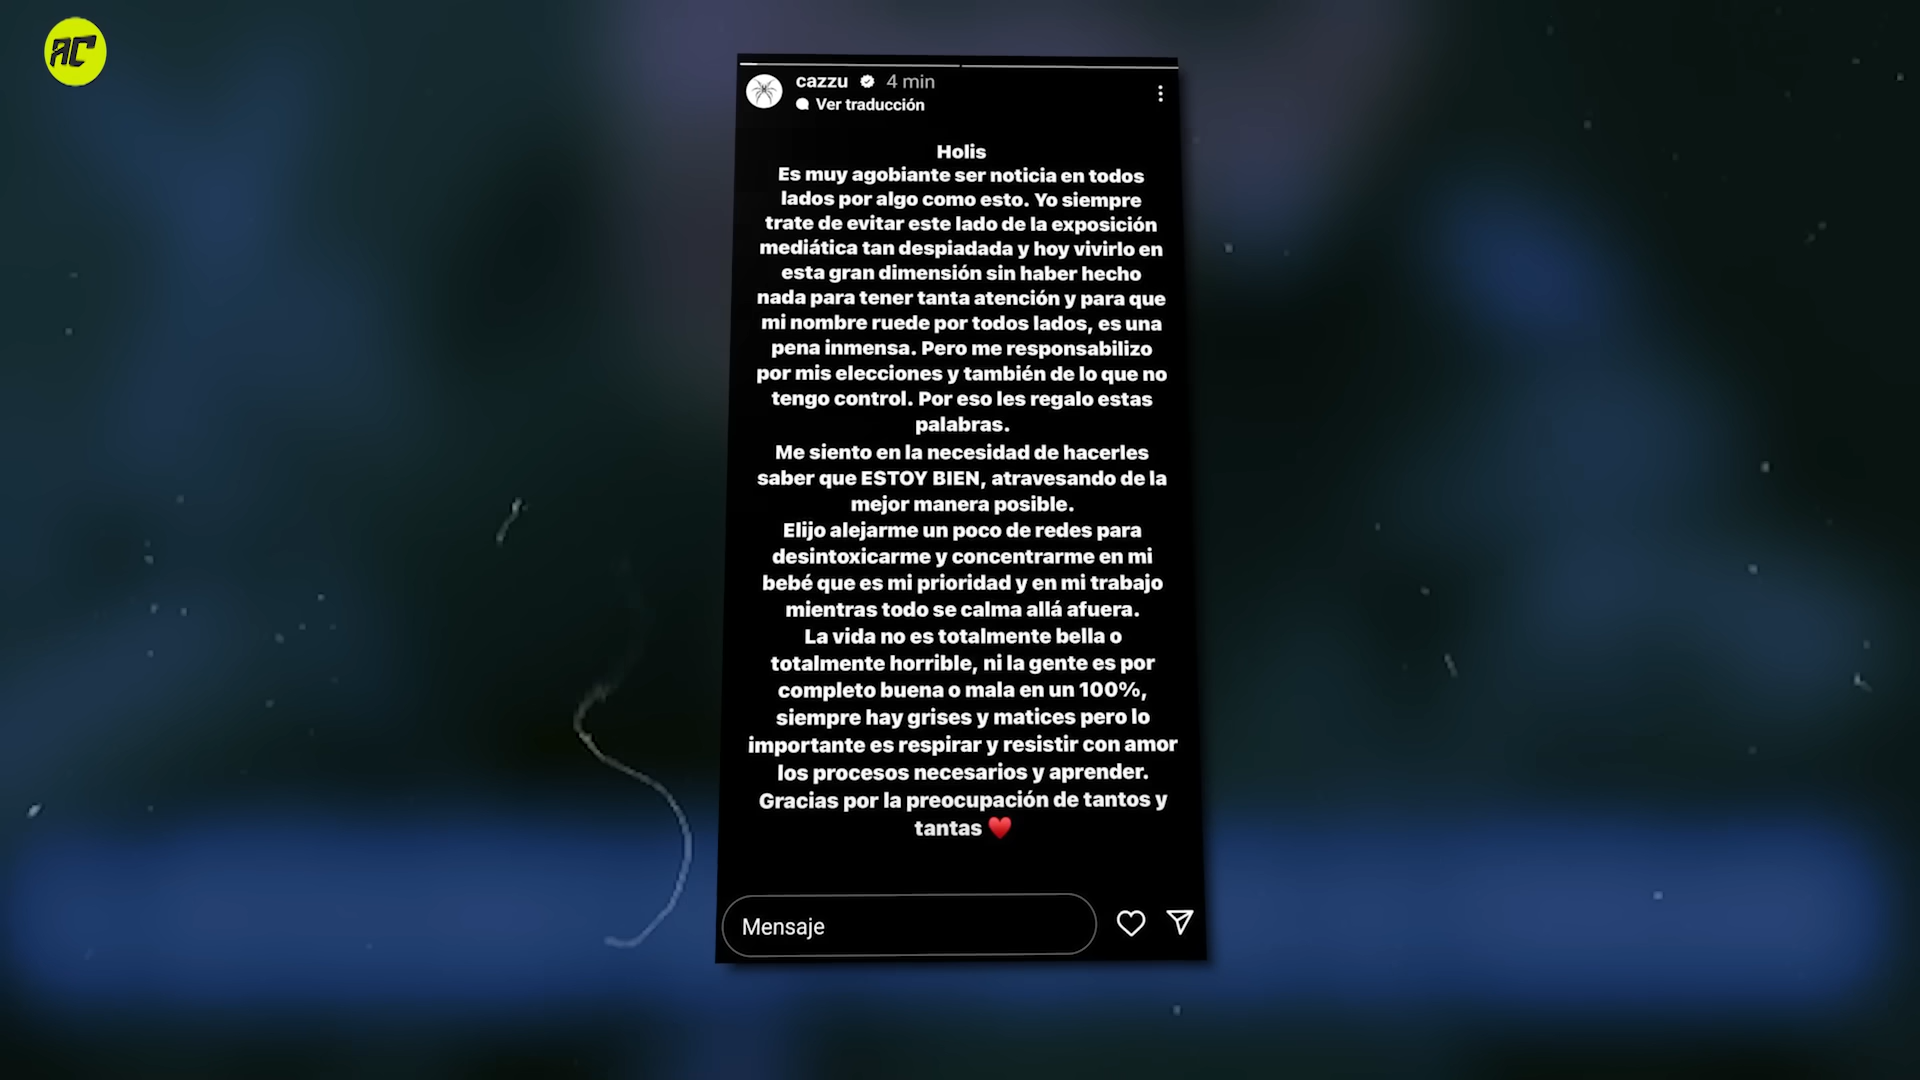 AC
cazzu 4 min
Ver traducción
Holis
Es muy agobiante ser noticia en todos
lados por algo como esto. Yo siempre
trate de evitar este lado de la exposición
mediática tan despiadada y hoy vivirlo en
esta gran dimensión sin haber hecho
nada para tener tanta atención y para que
mi nombre ruede por todos lados, es una
pena inmensa. Pero me responsabilizo
por mis elecciones y también de lo que no
tengo control. Por eso les regalo estas
palabras.
Me siento en la necesidad de hacerles
saber que ESTOY BIEN, atravesando de la
mejor manera posible.
Elijo alejarme un poco de redes para
desintoxicarme y concentrarme en mi
bebé que es mi prioridad y en mi trabajo
mientras todo se calma allá afuera.
La vida no es totalmente bella o
totalmente horrible, ni la gente es por
completo buena o mala en un 100%,
siempre hay grises y matices pero lo
importante es respirar y resistir con amor
los procesos necesarios y aprender.
Gracias por la preocupación de tantos y
tantas ♥️
Mensaje